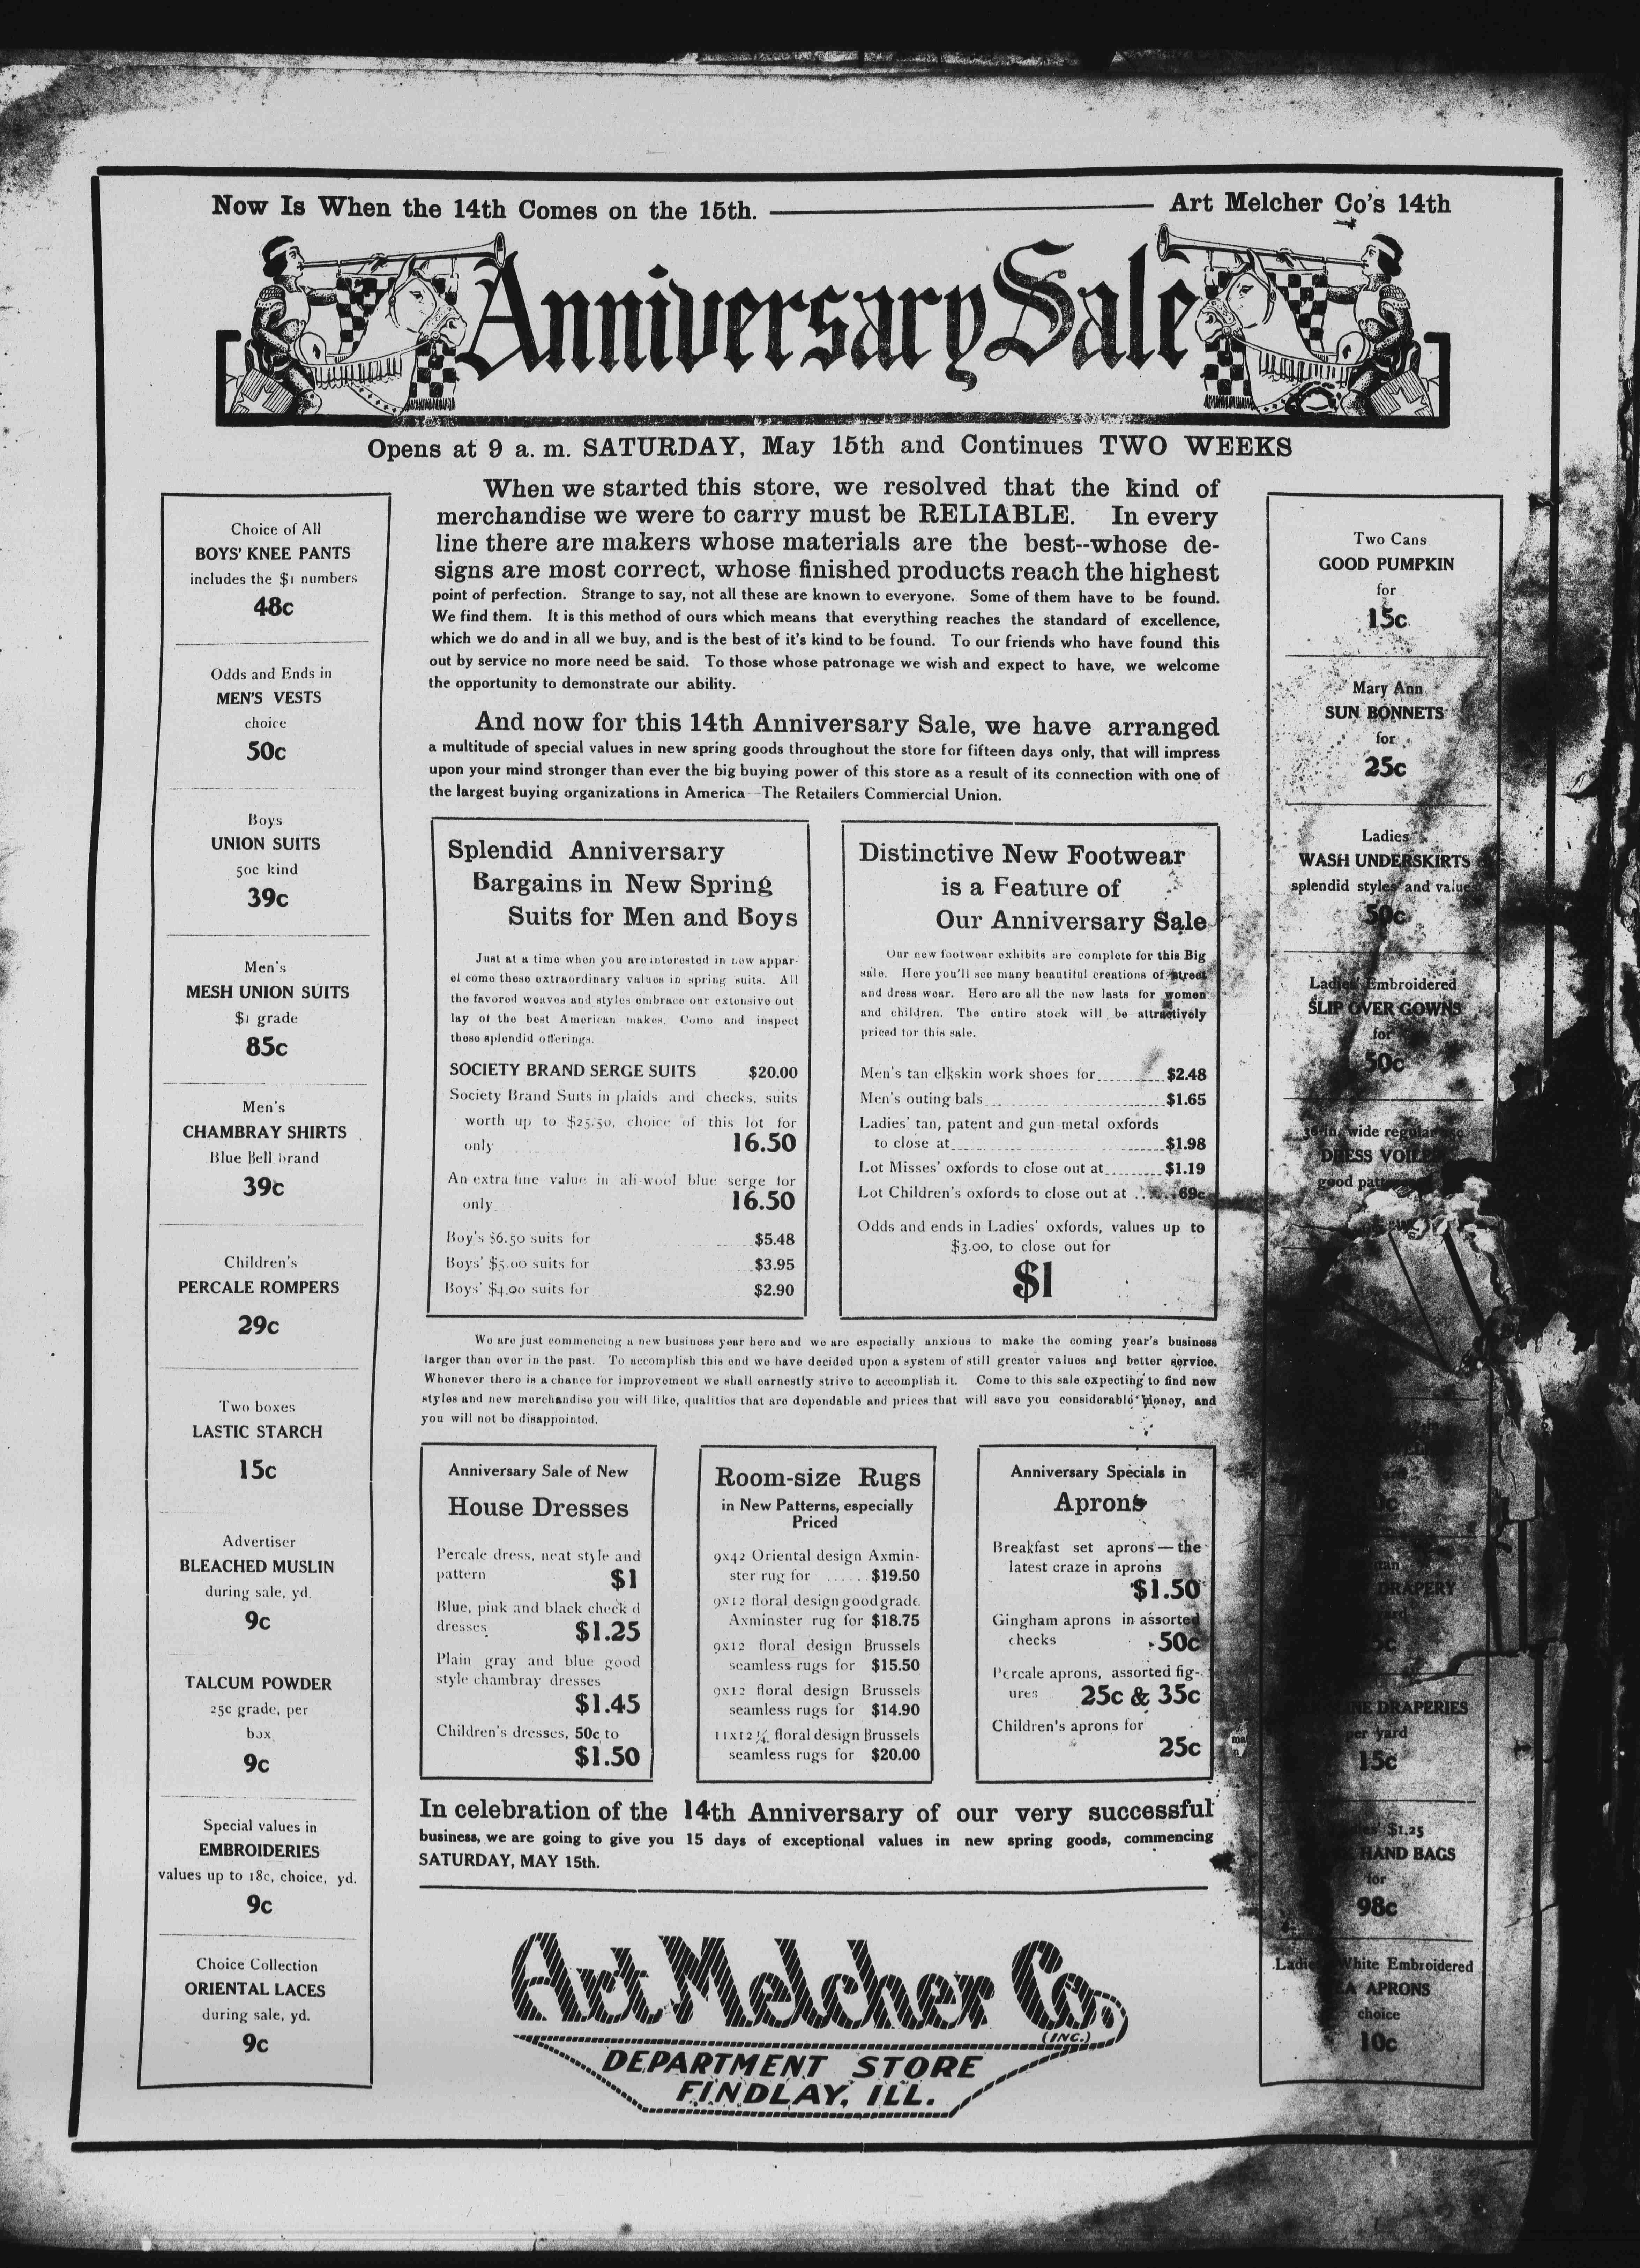 Now Is When the 14th Comes on the 15th. Art Melcher Co's 14th
Anniversary Sale
Opens at 9 a. m. SATURDAY, May 15th and Continues TWO WEEKS
Choice of All
BOYS' KNEE PANTS
includes the $1 numbers
48c
Odds and Ends in
MEN'S VESTS
choice
50c
Boys
UNION SUITS
50c kind
39c
Men's
MESH UNION SUITS
$1 grade
85c
Men's
CHAMBRAY SHIRTS
Blue Bell brand
39c
Children's
PERCALE ROMPERS
29c
Two boxes
LASTIC STARCH
15c
Advertiser
BLEACHED MUSLIN
during sale, yd.
9c
TALCUM POWDER
25c grade, per
box
9c
Special values in
EMBROIDERIES
values up to 18c, choice, yd.
9c
Choice Collection
ORIENTAL LACES
during sale, yd.
9c
When we started this store, we resolved that the kind of
merchandise we were to carry must be RELIABLE. In every
line there are makers whose materials are the best--whose de-
signs are most correct, whose finished products reach the highest
point of perfection. Strange to say, not all these are known to everyone. Some of them have to be found.
We find them. It is this method of ours which means that everything reaches the standard of excellence,
which we do and in all we buy, and is the best of it's kind to be found. To our friends who have found this
out by service no more need be said. To those whose patronage we wish and expect to have, we welcome
the opportunity to demonstrate our ability.
And now for this 14th Anniversary Sale, we have arranged
a multitude of special values in new spring goods throughout the store for fifteen days only, that will impress
upon your mind stronger than ever the big buying power of this store as a result of its connection with one of
the largest buying organizations in America--The Retailers Commercial Union.
Splendid Anniversary
Bargains in New Spring
Suits for Men and Boys
Just at a time when you are interested in new appar-
el come these extraordinary values in spring suits. All
the favored weaves and styles embrace our extensive out
lay of the best American makes. Come and inspect
these splendid offerings.
SOCIETY BRAND SERGE SUITS $20.00
Society Brand Suits in plaids and checks, suits
worth up to $25.50, choice of this lot for
only 16.50
An extra fine value in all-wool blue serge for
only 16.50
Boy's $6.50 suits for $5.48
Boys' $5.00 suits for $3.95
Boys' $4.00 suits for $2.90
Distinctive New Footwear
is a Feature of
Our Anniversary Sale
Our new footwear exhibits are complete for this Big
sale. Here you'll see many beautiful creations of street
and dress wear. Here are all the new lasts for women
and children. The entire stock will be attractively
priced for this sale.
Men's tan elkskin work shoes for $2.48
Men's outing bals $1.65
Ladies' tan, patent and gun-metal oxfords
to close at $1.98
Lot Misses' oxfords to close out at $1.19
Lot Children's oxfords to close out at 69c
Odds and ends in Ladies' oxfords, values up to
$3.00, to close out for
$1
We are just commencing a new business year here and we are especially anxious to make the coming year's business
larger than ever in the past. To accomplish this end we have decided upon a system of still greater values and better service.
Whenever there is a chance for improvement we shall earnestly strive to accomplish it. Come to this sale expecting to find new
styles and new merchandise you will like, qualities that are dependable and prices that will save you considerable money, and
you will not be disappointed.
Anniversary Sale of New
House Dresses
Percale dress, neat style and
pattern $1
Blue, pink and black check d
dresses $1.25
Plain gray and blue good
style chambray dresses
$1.45
Children's dresses, 50c to
$1.50
Room-size Rugs
in New Patterns, especially
Priced
9x42 Oriental design Axmin-
ster rug for ...... $19.50
9x12 floral design good grade
Axminster rug for $18.75
9x12 floral design Brussels
seamless rugs for $15.50
9x12 floral design Brussels
seamless rugs for $14.90
11x12¼ floral design Brussels
seamless rugs for $20.00
Anniversary Specials in
Aprons
Breakfast set aprons—the
latest craze in aprons
$1.50
Gingham aprons in assorted
checks 50c
Percale aprons, assorted fig-
ures 25c & 35c
Children's aprons for
25c
In celebration of the 14th Anniversary of our very successful
business, we are going to give you 15 days of exceptional values in new spring goods, commencing
SATURDAY, MAY 15th.
Two Cans
GOOD PUMPKIN
for
15c
Mary Ann
SUN BONNETS
for
25c
Ladies
WASH UNDERSKIRTS
splendid styles and values
50c
Ladies Embroidered
SLIP OVER GOWNS
for
50c
wide regular
DRESS VOILES
good
DRAPERY
DRAPERIES
per yard
15c
$1.25
HAND BAGS
for
98c
White Embroidered
APRONS
choice
10c
Art Melcher Co.
(INC.)
DEPARTMENT STORE
FINDLAY, ILL.